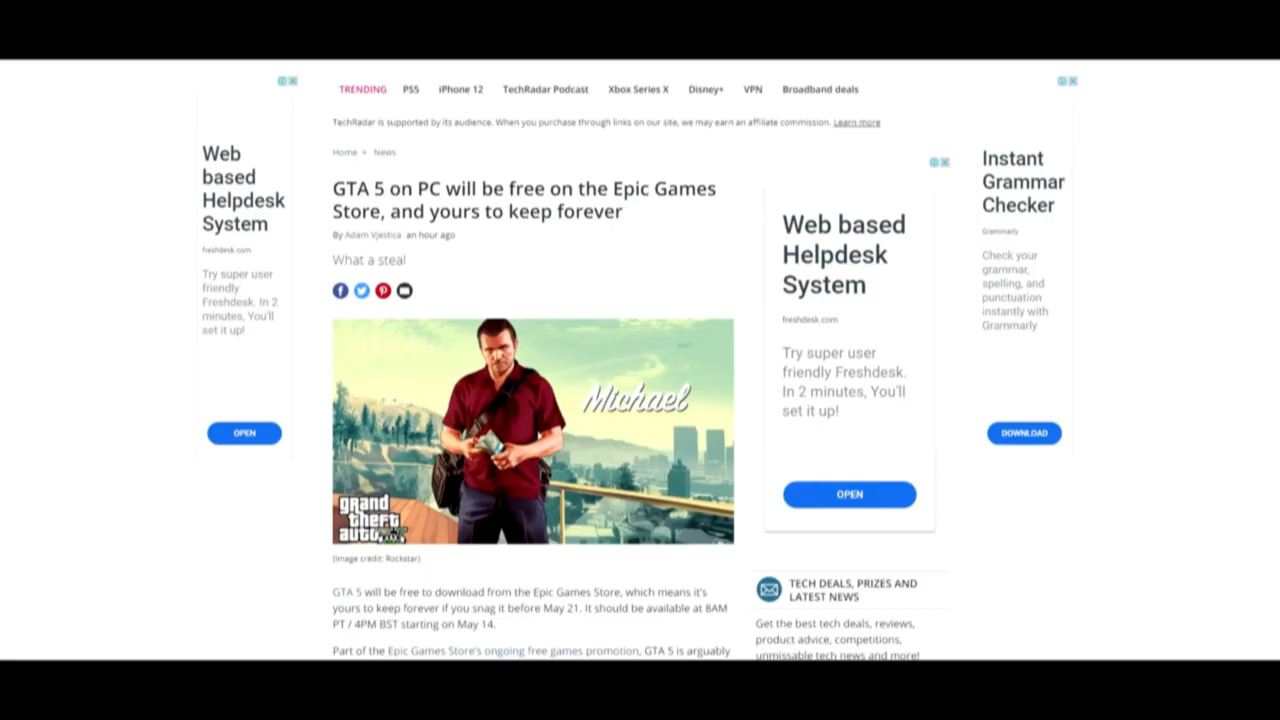 TRENDING PS5 iPhone 12 TechRadar Podcast Xbox Series X Disney+ VPN Broadband deals
TechRadar is supported by its audience. When you purchase through links on our site, we may earn an affiliate commission. Learn more
Home > News
GTA 5 on PC will be free on the Epic Games
Store, and yours to keep forever
By Adam Vjestica an hour ago
What a steal
Michael
grand
theft
auto V
(Image credit: Rockstar)
GTA 5 will be free to download from the Epic Games Store, which means it's
yours to keep forever if you snag it before May 21. It should be available at 8AM
PT / 4PM BST starting on May 14.
Part of the Epic Games Store's ongoing free games promotion, GTA 5 is arguably
Web
based
Helpdesk
System
freshdesk.com
Try super user
friendly
Freshdesk. In 2
minutes, You'll
set it up!
OPEN
Web based
Helpdesk
System
freshdesk.com
Try super user
friendly Freshdesk.
In 2 minutes, You'll
set it up!
OPEN
TECH DEALS, PRIZES AND
LATEST NEWS
Get the best tech deals, reviews,
product advice, competitions,
unmissable tech news and more!
Instant
Grammar
Checker
Grammarly
Check your
grammar,
spelling, and
punctuation
instantly with
Grammarly
DOWNLOAD